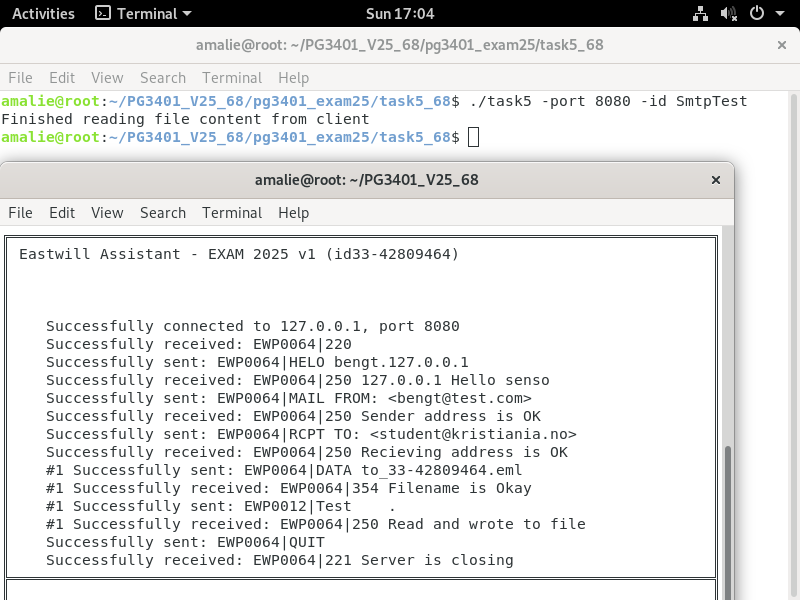 Activities Terminal Sun 17:04
amalie@root: ~/PG3401_V25_68/pg3401_exam25/task5_68 ×
File Edit View Search Terminal Help
amalie@root:~/PG3401_V25_68/pg3401_exam25/task5_68$ ./task5 -port 8080 -id SmtpTest
Finished reading file content from client
amalie@root:~/PG3401_V25_68/pg3401_exam25/task5_68$
amalie@root: ~/PG3401_V25_68 ×
File Edit View Search Terminal Help
Eastwill Assistant - EXAM 2025 v1 (id33-42809464)
Successfully connected to 127.0.0.1, port 8080
Successfully received: EWP0064|220
Successfully sent: EWP0064|HELO bengt.127.0.0.1
Successfully received: EWP0064|250 127.0.0.1 Hello senso
Successfully sent: EWP0064|MAIL FROM: <bengt@test.com>
Successfully received: EWP0064|250 Sender address is OK
Successfully sent: EWP0064|RCPT TO: <student@kristiania.no>
Successfully received: EWP0064|250 Recieving address is OK
#1 Successfully sent: EWP0064|DATA to_33-42809464.eml
#1 Successfully received: EWP0064|354 Filename is Okay
#1 Successfully sent: EWP0012|Test    .
#1 Successfully received: EWP0064|250 Read and wrote to file
Successfully sent: EWP0064|QUIT
Successfully received: EWP0064|221 Server is closing